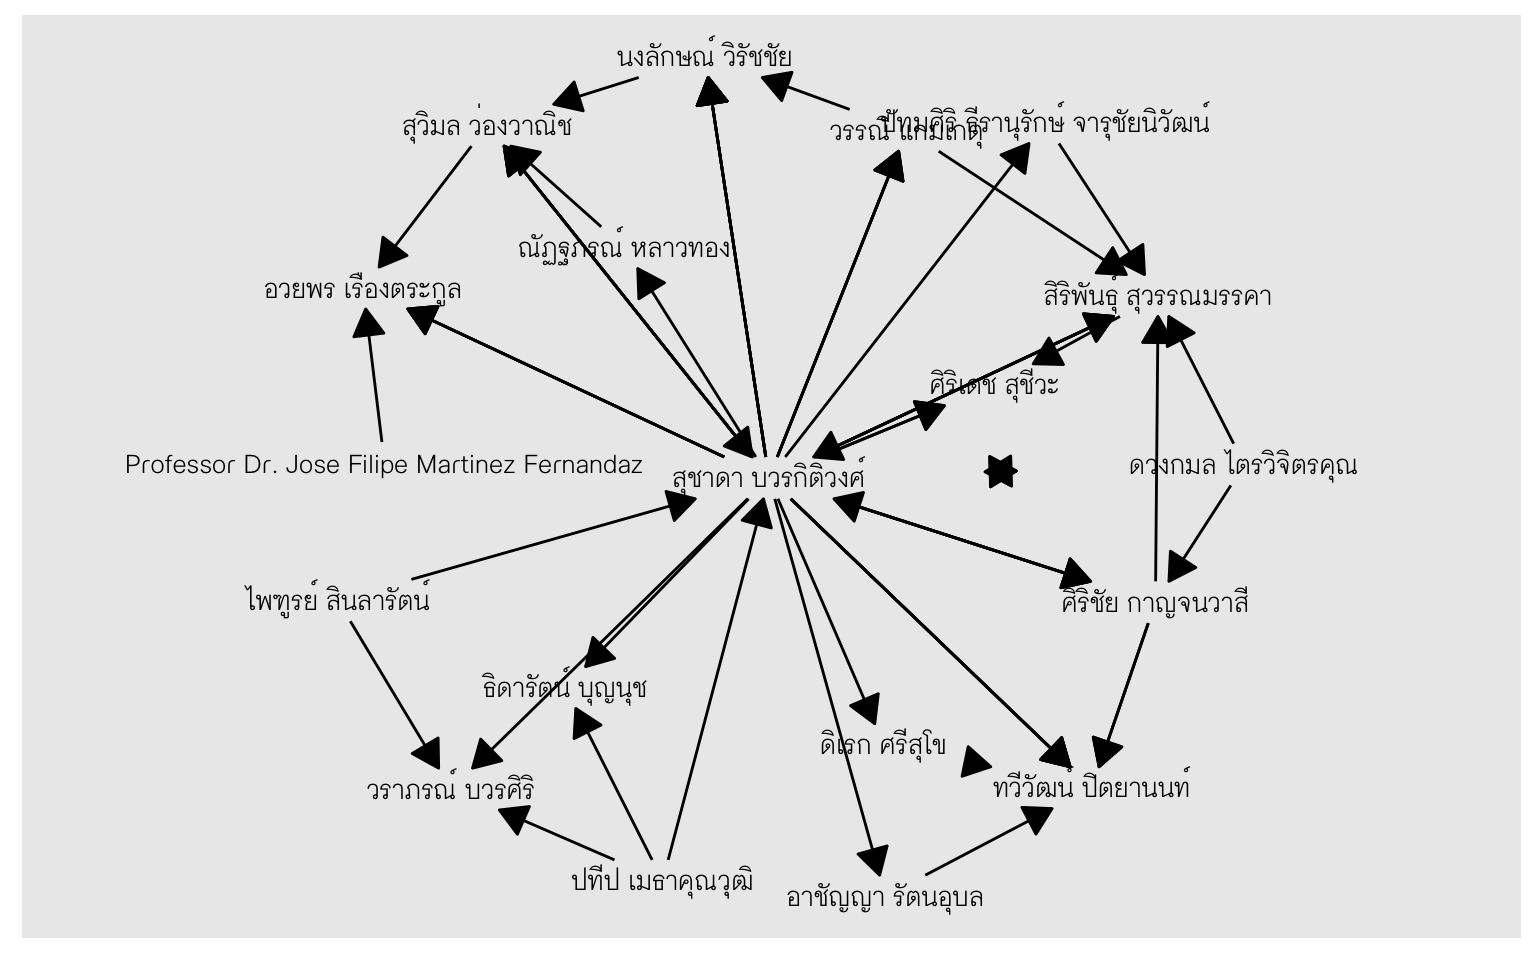 นงลักษณ์ วิรัชชัย
สุวิมล ว่องวาณิช
ปัทมศิริ ธีรานุรักษ์ จารุชัยนิวัฒน์
วรรณี แกมเกตุ
ณัฏฐภรณ์ หลาวทอง
อวยพร เรืองตระกูล
สิริพันธุ์ สุวรรณมรรคา
ศิริเดช สุชีวะ
Professor Dr. Jose Filipe Martinez Fernandaz
สุชาดา บวรกิติวงศ์
ดวงกมล ไตรวิจิตรคุณ
ไพฑูรย์ สินลารัตน์
ศิริชัย กาญจนวาสี
ธิดารัตน์ บุญนุช
ดิเรก ศรีสุโข
วราภรณ์ บวรศิริ
ทวีวัฒน์ ปิตยานนท์
ปทีป เมธาคุณวุฒิ
อาชัญญา รัตนอุบล